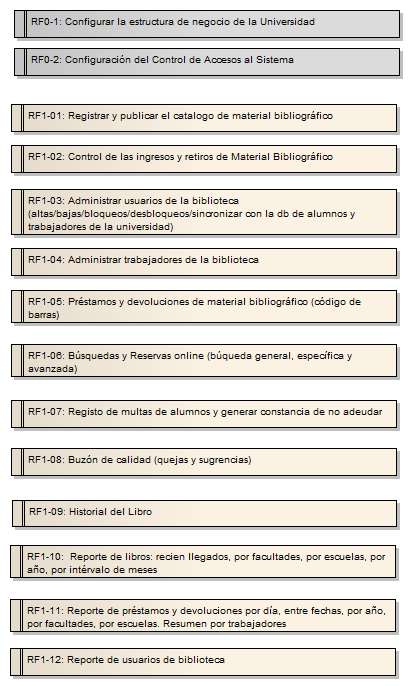 RF0-1: Configurar la estructura de negocio de la Universidad
RF0-2: Configuración del Control de Accesos al Sistema
RF1-01: Registrar y publicar el catalogo de material bibliográfico
RF1-02: Control de las ingresos y retiros de Material Bibliográfico
RF1-03: Administrar usuarios de la biblioteca
(altas/bajas/bloqueos/desbloqueos/sincronizar con la db de alumnos y
trabajadores de la universidad)
RF1-04: Administrar trabajadores de la biblioteca
RF1-05: Préstamos y devoluciones de material bibliográfico (código de
barras)
RF1-06: Búsquedas y Reservas online (búqueda general, específica y
avanzada)
RF1-07: Registo de multas de alumnos y generar constancia de no adeudar
RF1-08: Buzón de calidad (quejas y sugrencias)
RF1-09: Historial del Libro
RF1-10:  Reporte de libros: recien llegados, por facultades, por escuelas, por
año, por intérvalo de meses
RF1-11: Reporte de préstamos y devoluciones por día, entre fechas, por año,
por facultades, por escuelas. Resumen por trabajadores
RF1-12: Reporte de usuarios de biblioteca